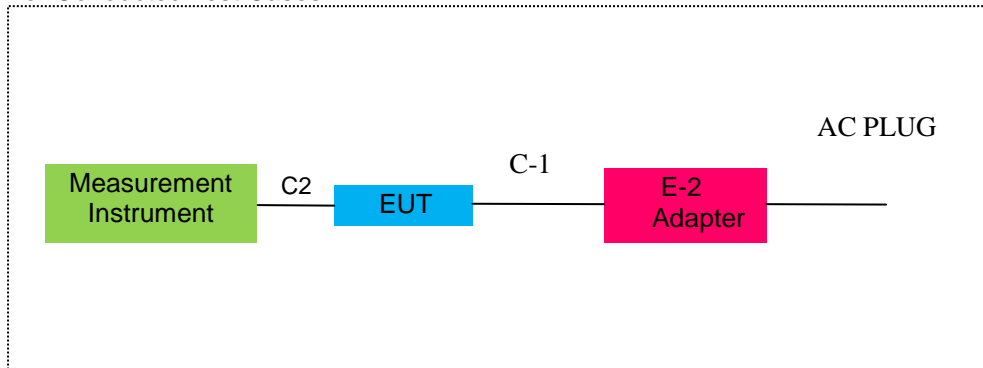 AC PLUG
C-1
Measurement
Instrument
C2
EUT
E-2
Adapter